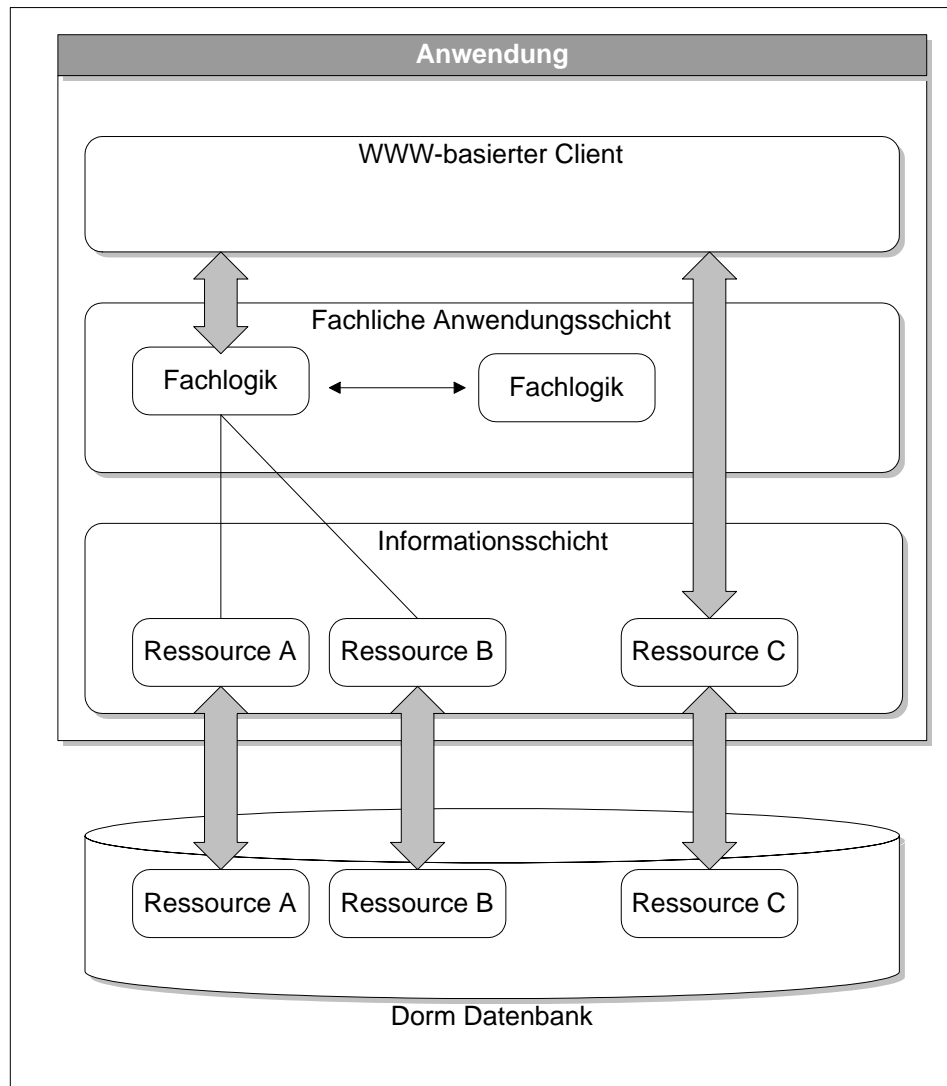 Anwendung
WWW-basierter Client
Fachliche Anwendungsschicht
Fachlogik
Fachlogik
Informationsschicht
Ressource A
Ressource B
Ressource C
Ressource A
Ressource B
Ressource C
Dorm Datenbank